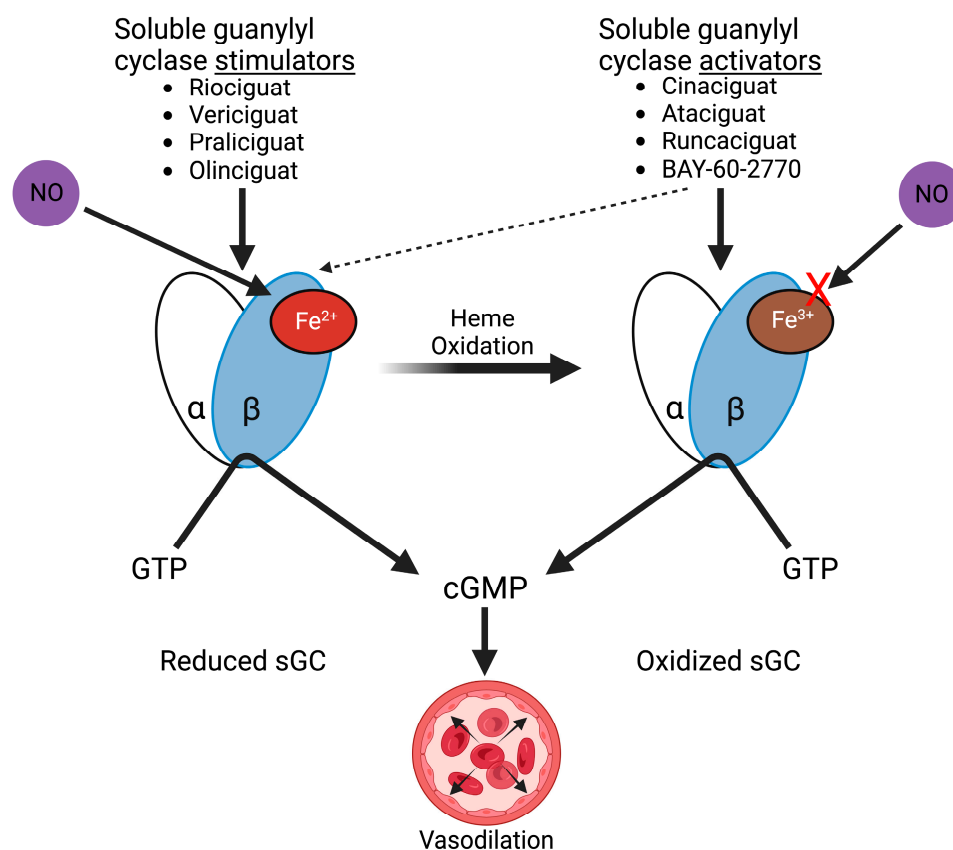 Soluble guanylyl
cyclase stimulators
• Riociguat
• Vericiguat
• Praliciguat
• Olinciguat
Soluble guanylyl
cyclase activators
• Cinaciguat
• Ataciguat
• Runcaciguat
• BAY-60-2770
NO
NO
Fe²⁺
Heme
Oxidation
X
Fe³⁺
α
β
α
β
GTP
cGMP
GTP
Reduced sGC
Oxidized sGC
Vasodilation